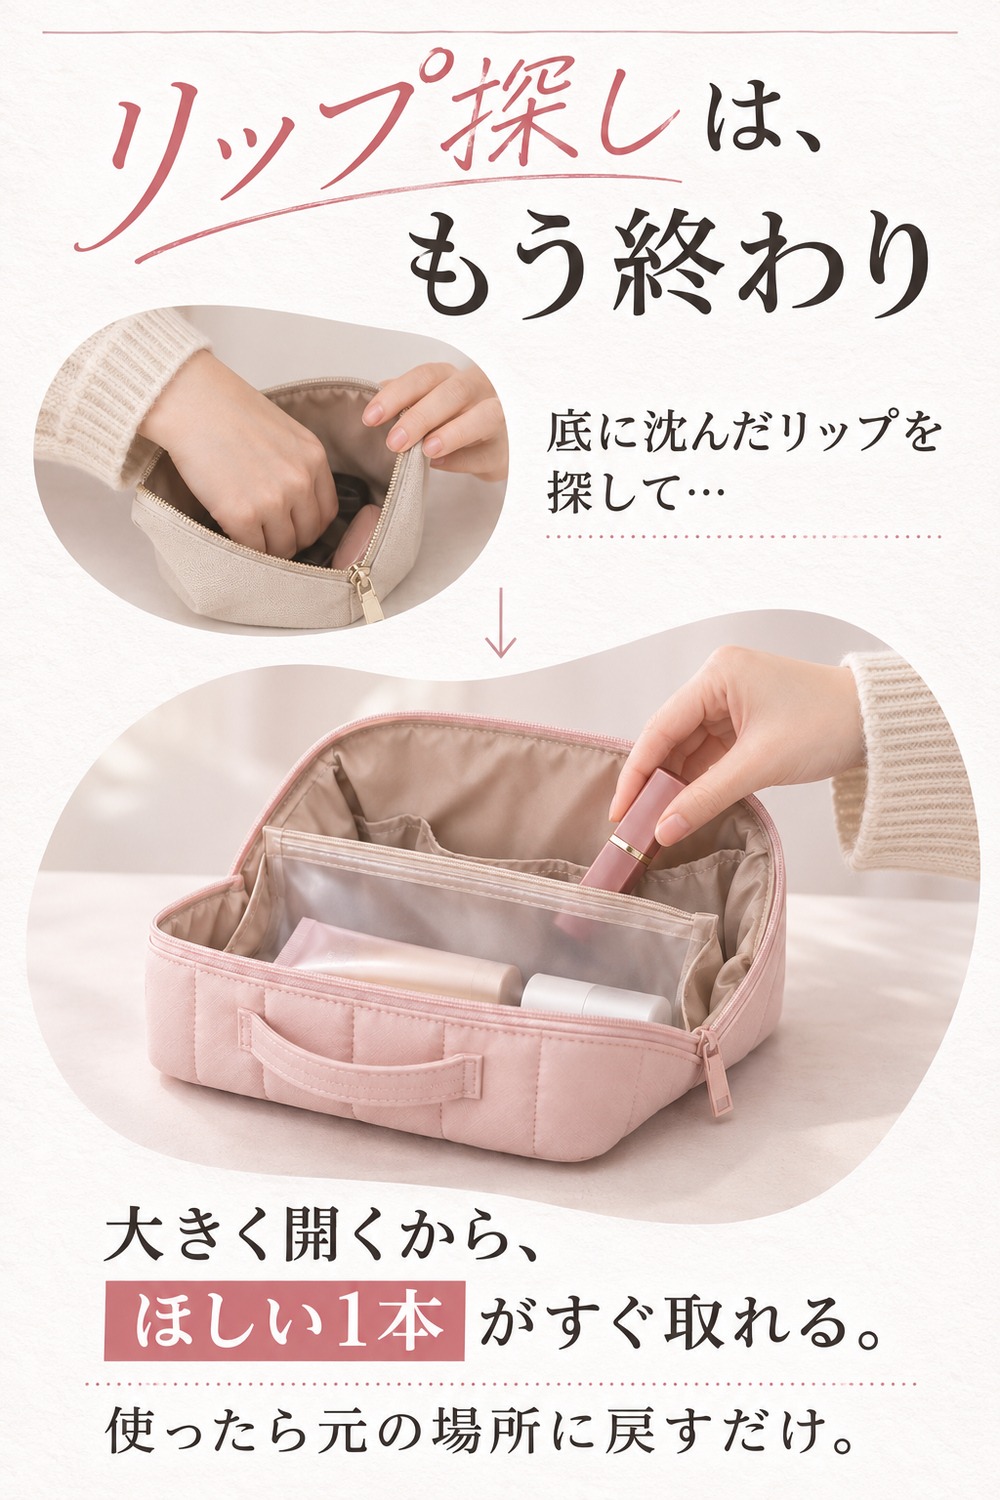 リップ探しは、
もう終わり
底に沈んだリップを
探して…
大きく開くから、
ほしい1本がすぐ取れる。
使ったら元の場所に戻すだけ。